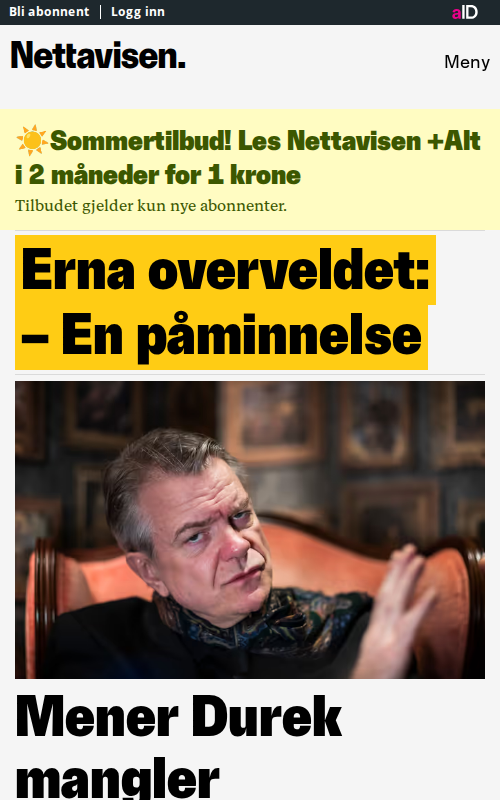 Bli abonnent
Logg inn
aID
Nettavisen.
Meny
☀️Sommertilbud! Les Nettavisen +Alt
i 2 måneder for 1 krone
Tilbudet gjelder kun nye abonnenter.
Erna overveldet:
– En påminnelse
Mener Durek
mangler